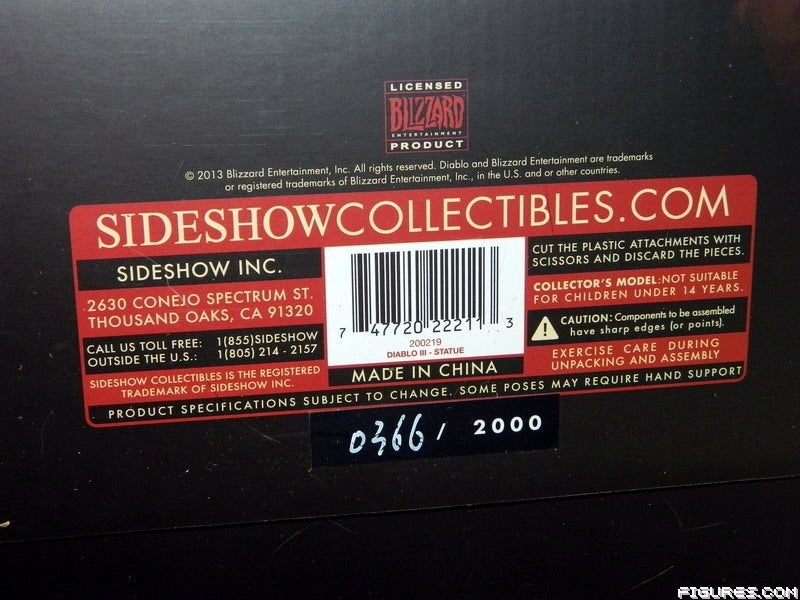 LICENSED
BLIZZARD
ENTERTAINMENT
PRODUCT
© 2013 Blizzard Entertainment, Inc. All rights reserved. Diablo and Blizzard Entertainment are trademarks
or registered trademarks of Blizzard Entertainment, Inc., in the U.S. and or other countries.
SIDESHOWCOLLECTIBLES.COM
SIDESHOW INC.
2630 CONEJO SPECTRUM ST.
THOUSAND OAKS, CA 91320
CALL US TOLL FREE: 1(855)SIDESHOW
OUTSIDE THE U.S.: 1(805) 214 - 2157
SIDESHOW COLLECTIBLES IS THE REGISTERED
TRADEMARK OF SIDESHOW INC.
7 47720 22211 3
200219
DIABLO III - STATUE
MADE IN CHINA
CUT THE PLASTIC ATTACHMENTS WITH
SCISSORS AND DISCARD THE PIECES.
COLLECTOR'S MODEL:NOT SUITABLE
FOR CHILDREN UNDER 14 YEARS.
CAUTION: Components to be assembled
have sharp edges (or points).
EXERCISE CARE DURING
UNPACKING AND ASSEMBLY
PRODUCT SPECIFICATIONS SUBJECT TO CHANGE. SOME POSES MAY REQUIRE HAND SUPPORT
0366 / 2000
FIGURES.COM